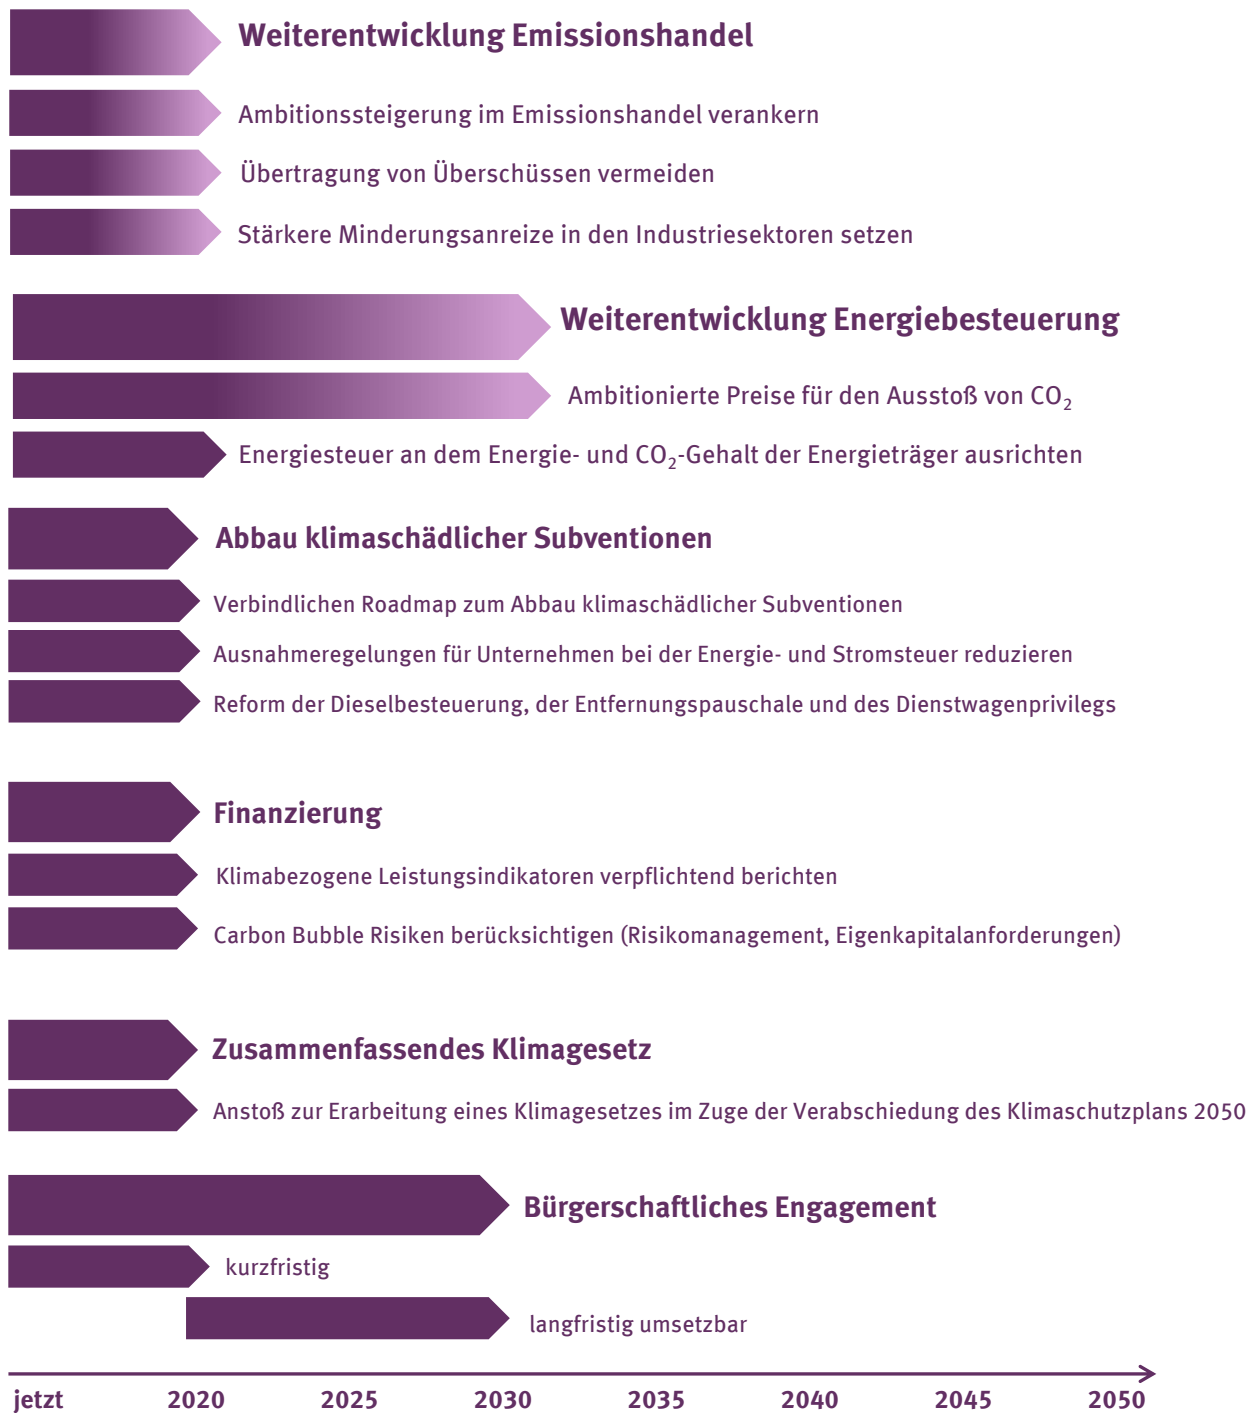 Weiterentwicklung Emissionshandel
Ambitionssteigerung im Emissionshandel verankern
Übertragung von Überschüssen vermeiden
Stärkere Minderungsanreize in den Industriesektoren setzen
Weiterentwicklung Energiebesteuerung
Ambitionierte Preise für den Ausstoß von CO₂
Energiesteuer an dem Energie- und CO₂-Gehalt der Energieträger ausrichten
Abbau klimaschädlicher Subventionen
Verbindlichen Roadmap zum Abbau klimaschädlicher Subventionen
Ausnahmeregelungen für Unternehmen bei der Energie- und Stromsteuer reduzieren
Reform der Dieselbesteuerung, der Entfernungspauschale und des Dienstwagenprivilegs
Finanzierung
Klimabezogene Leistungsindikatoren verpflichtend berichten
Carbon Bubble Risiken berücksichtigen (Risikomanagement, Eigenkapitalanforderungen)
Zusammenfassendes Klimagesetz
Anstoß zur Erarbeitung eines Klimagesetzes im Zuge der Verabschiedung des Klimaschutzplans 2050
Bürgerschaftliches Engagement
kurzfristig
langfristig umsetzbar
jetzt 2020 2025 2030 2035 2040 2045 2050